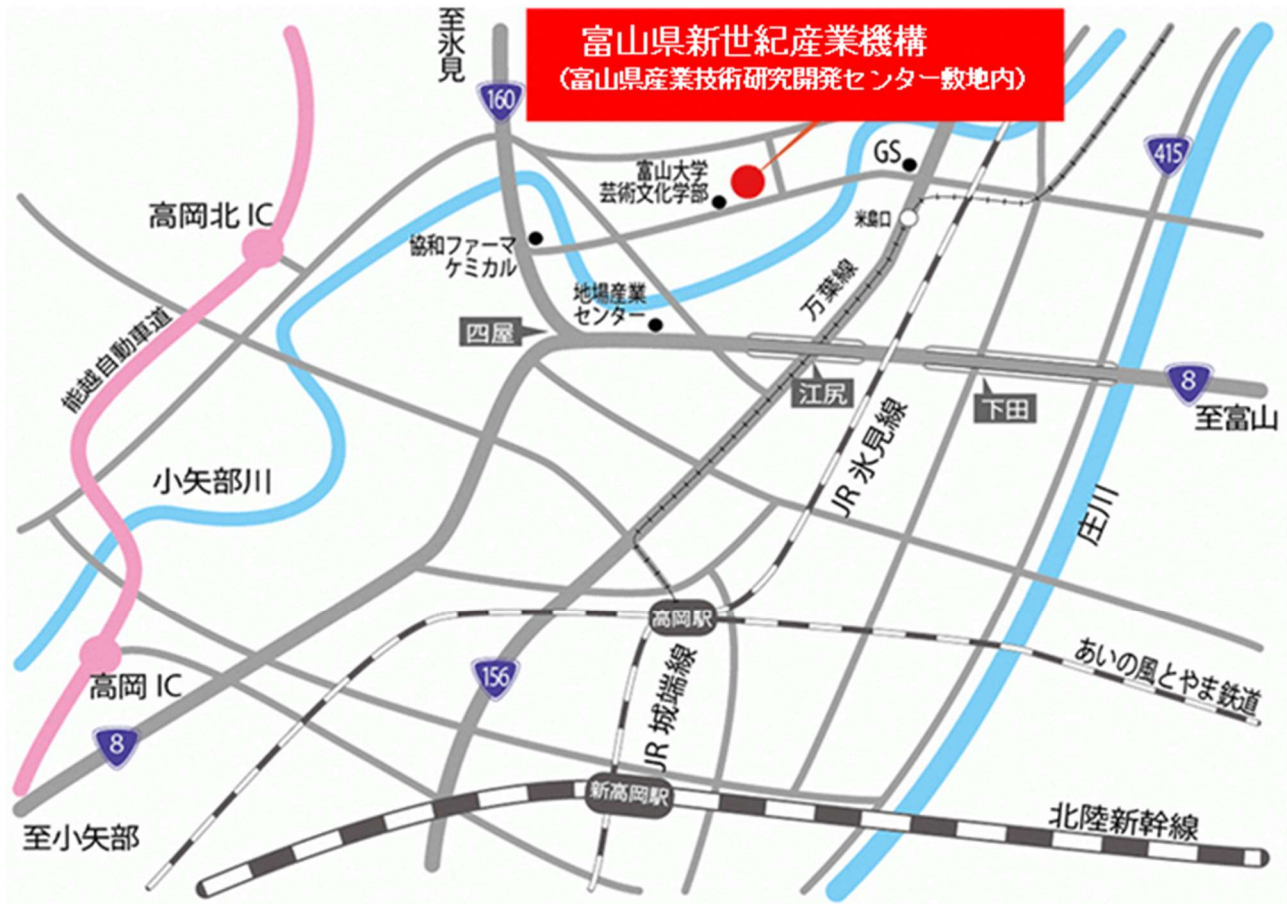 至氷見
富山県新世紀産業機構
（富山県産業技術研究開発センター敷地内）
160
415
GS
富山大学
芸術文化学部
高岡北 IC
米島口
協和ファーマ
ケミカル
地場産業
センター
万葉線
四屋
能越自動車道
江尻
下田
8
至富山
JR 氷見線
小矢部川
庄川
高岡駅
あいの風とやま鉄道
高岡 IC
156
JR 城端線
8
新高岡駅
北陸新幹線
至小矢部